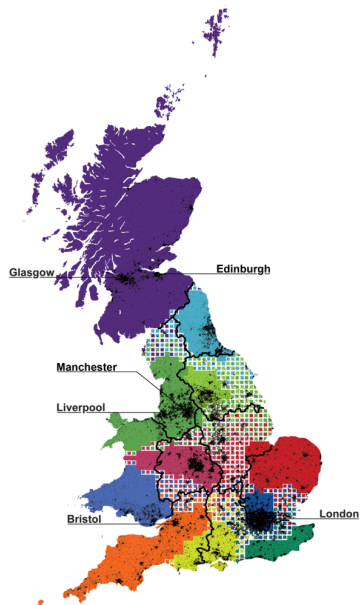 Glasgow
Edinburgh
Manchester
Liverpool
Bristol
London